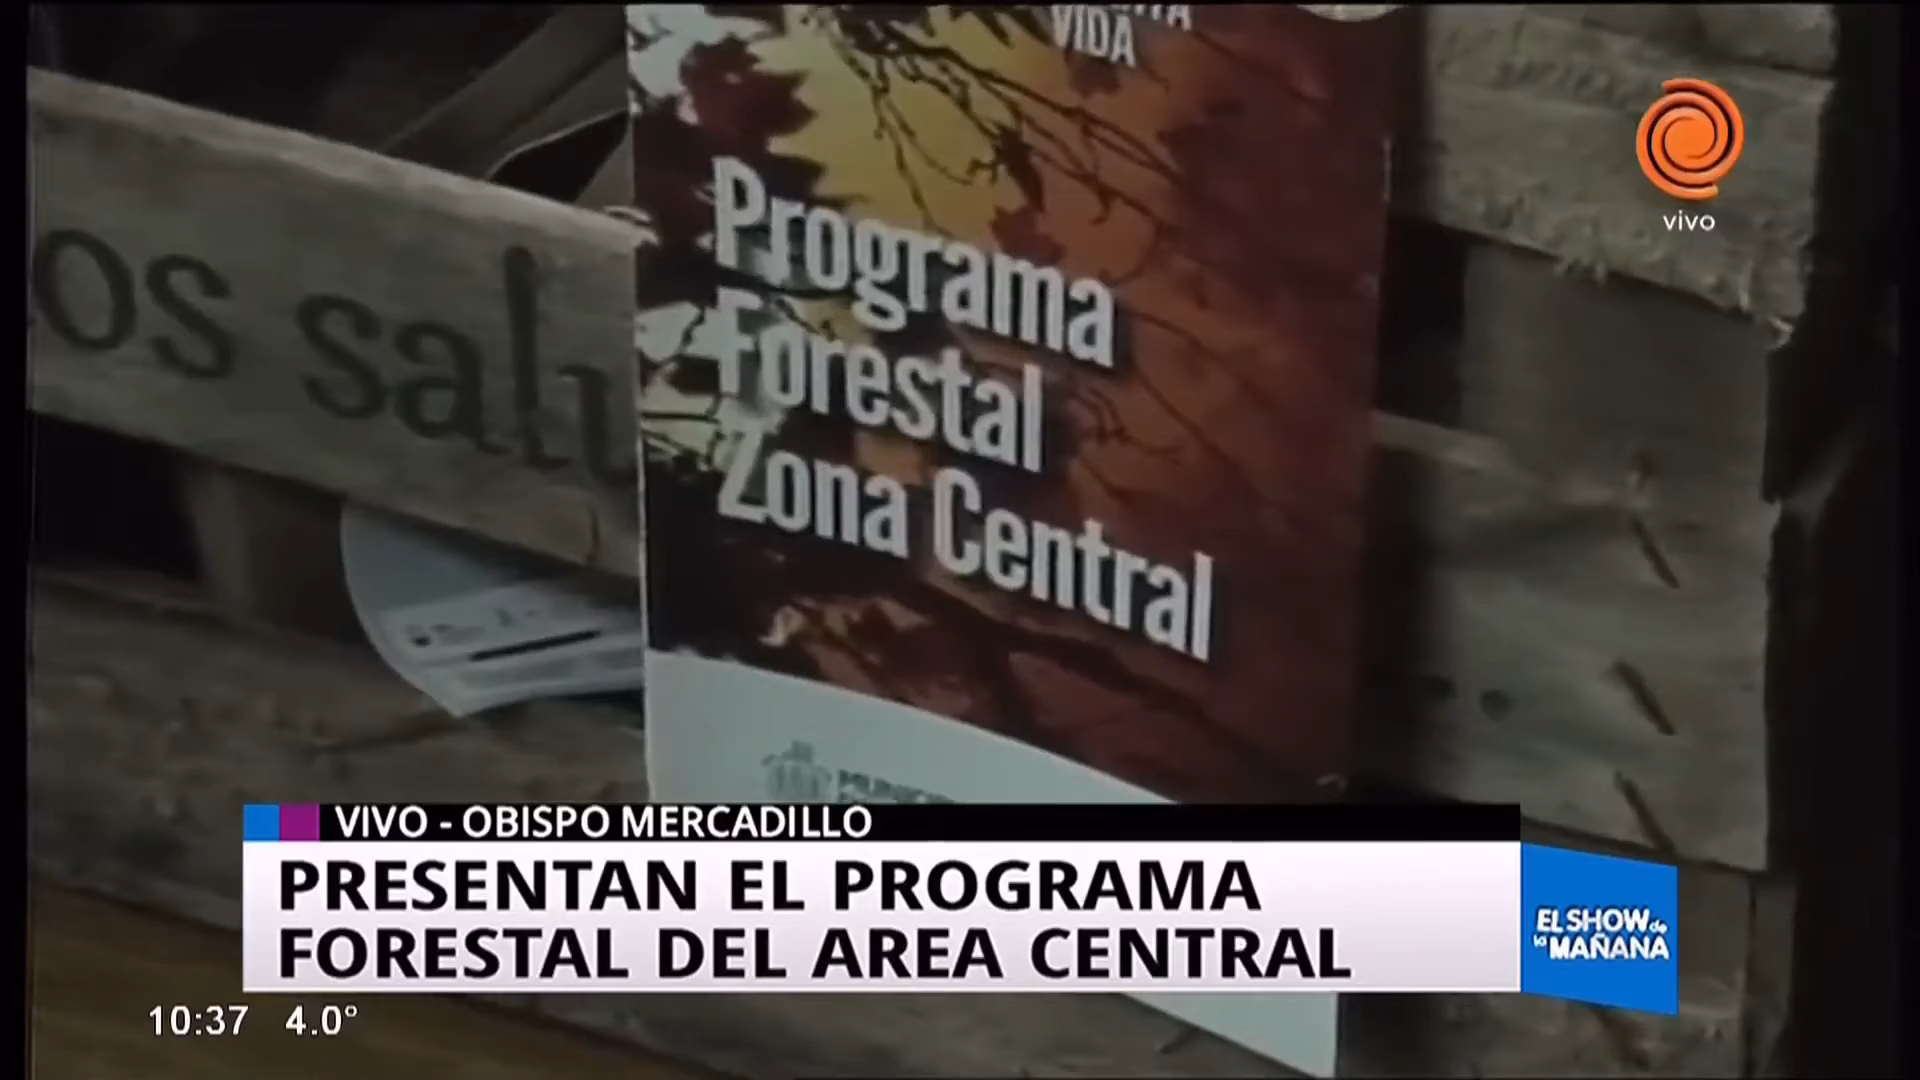 VIDA
vivo
Programa
Forestal
Zona Central
os salu
VIVO - OBISPO MERCADILLO
PRESENTAN EL PROGRAMA
FORESTAL DEL AREA CENTRAL
EL SHOW de
la MAÑANA
10:37 4.0°